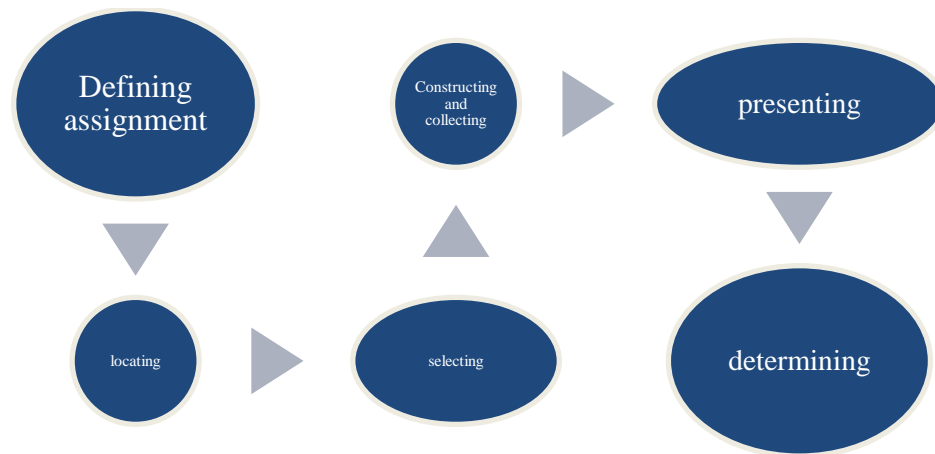 Defining
assignment
locating
selecting
Constructing
and
collecting
presenting
determining